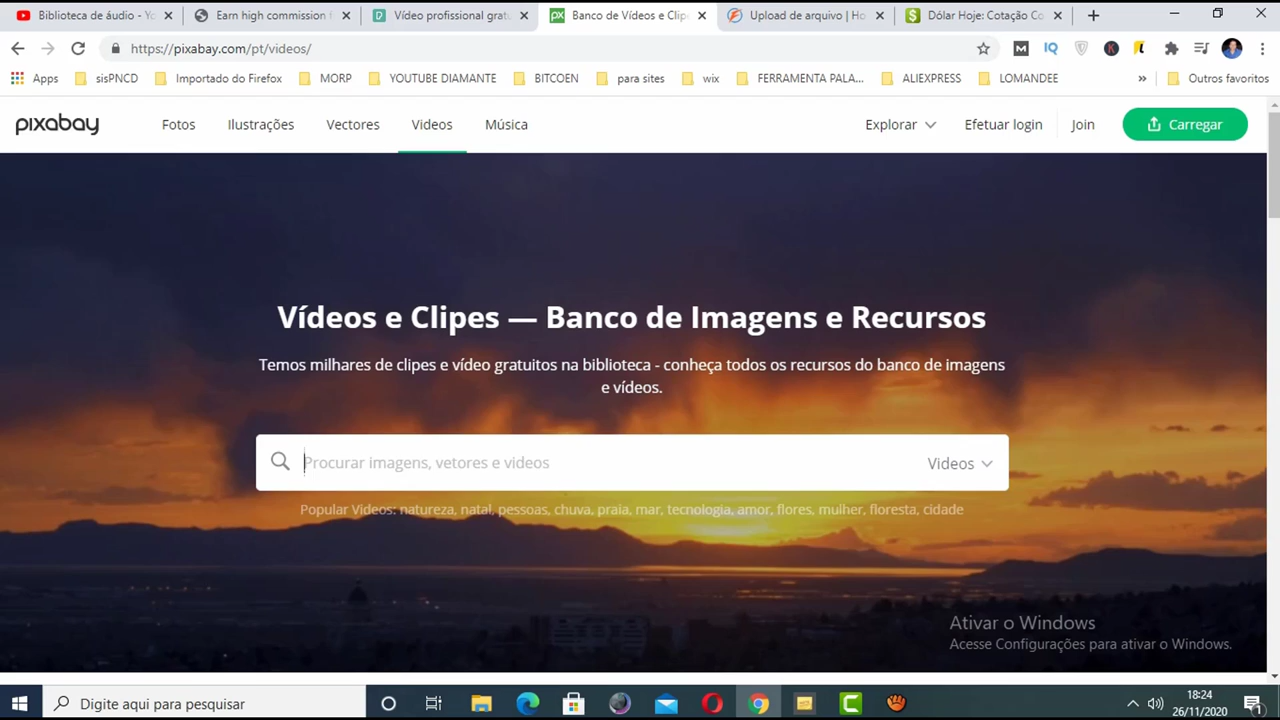 Biblioteca de áudio - Yo
Earn high commission f
Vídeo profissional gratu
Banco de Vídeos e Clipe
Upload de arquivo | Ho
Dólar Hoje: Cotação Co
https://pixabay.com/pt/videos/
Apps
sisPNCD
Importado do Firefox
MORP
YOUTUBE DIAMANTE
BITCOEN
para sites
wix
FERRAMENTA PALA...
ALIEXPRESS
LOMANDEE
Outros favoritos
pixabay
Fotos
Ilustrações
Vectores
Videos
Música
Explorar
Efetuar login
Join
Carregar
Vídeos e Clipes — Banco de Imagens e Recursos
Temos milhares de clipes e vídeo gratuitos na biblioteca - conheça todos os recursos do banco de imagens
e vídeos.
Procurar imagens, vetores e videos
Videos
Popular Videos: natureza, natal, pessoas, chuva, praia, mar, tecnologia, amor, flores, mulher, floresta, cidade
Ativar o Windows
Acesse Configurações para ativar o Windows.
Digite aqui para pesquisar
18:24
26/11/2020